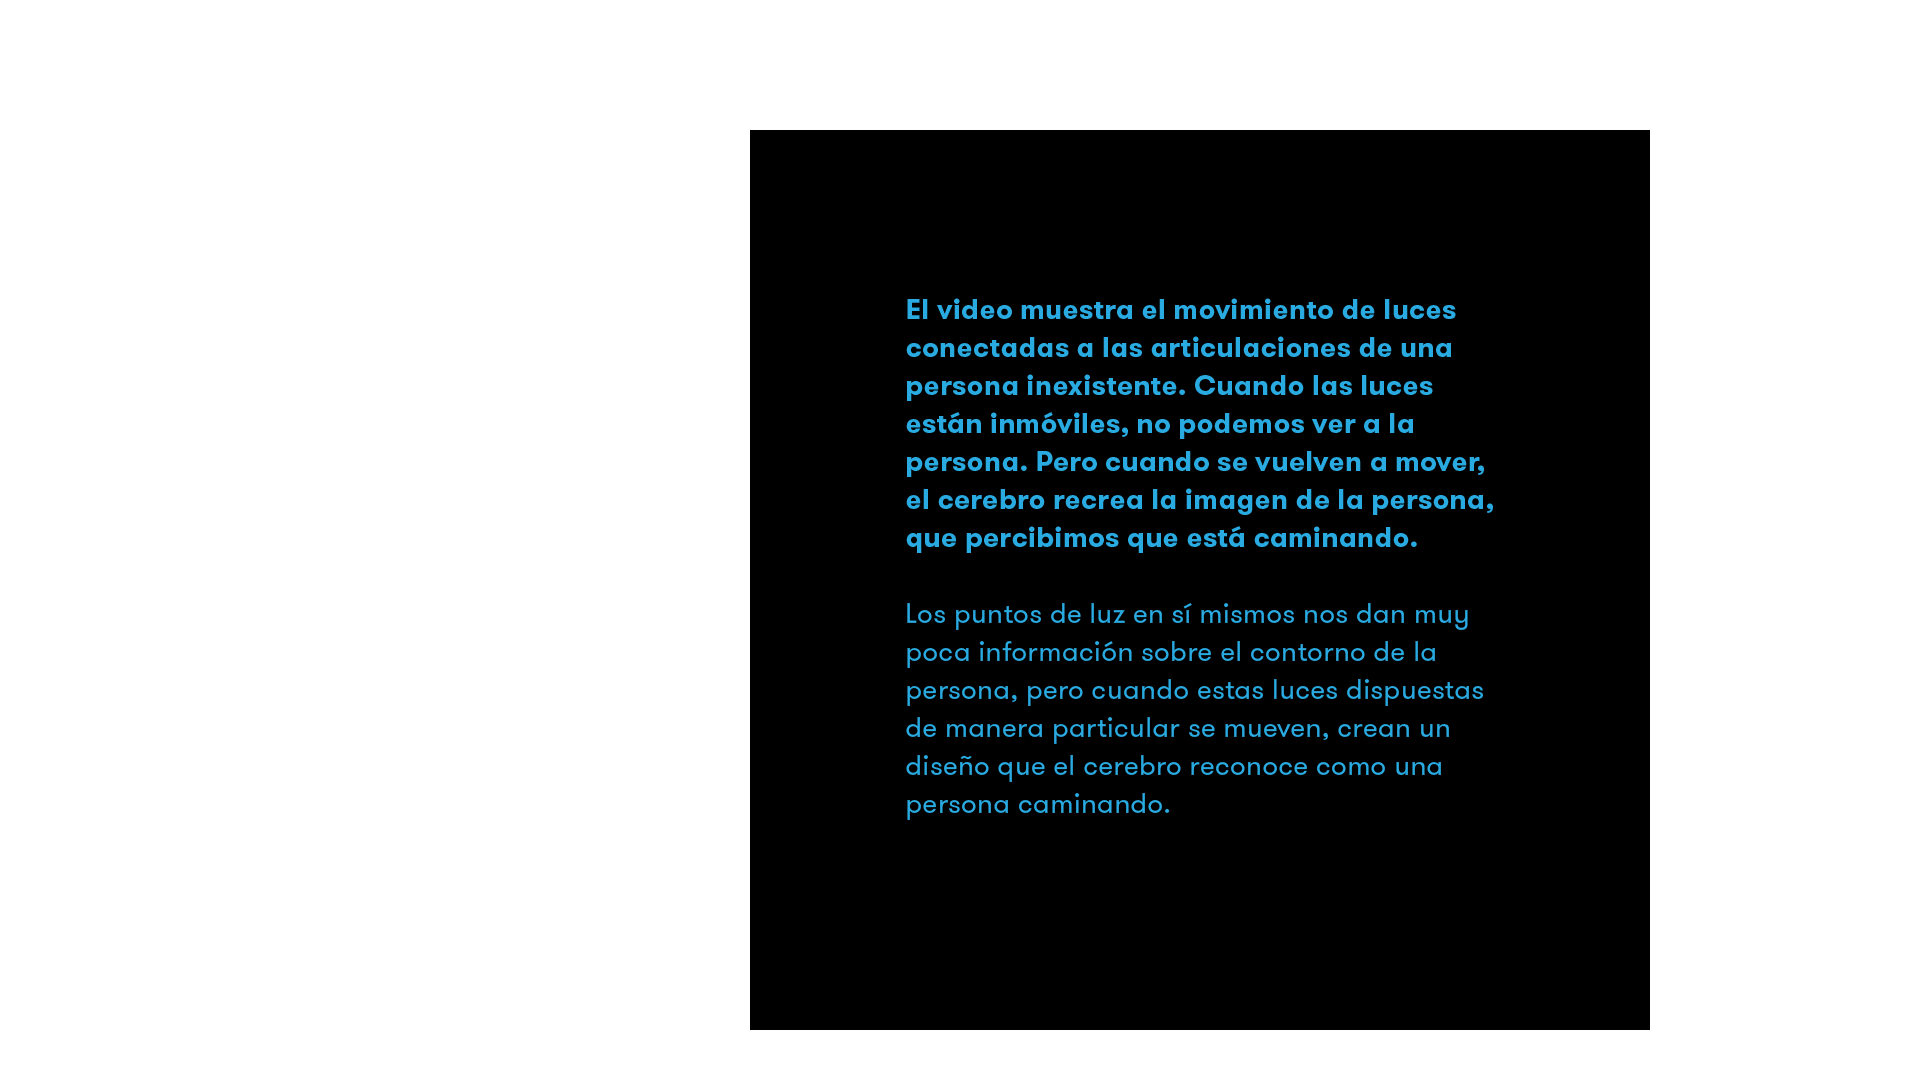 El video muestra el movimiento de luces
conectadas a las articulaciones de una
persona inexistente. Cuando las luces
están inmóviles, no podemos ver a la
persona. Pero cuando se vuelven a mover,
el cerebro recrea la imagen de la persona,
que percibimos que está caminando.
Los puntos de luz en sí mismos nos dan muy
poca información sobre el contorno de la
persona, pero cuando estas luces dispuestas
de manera particular se mueven, crean un
diseño que el cerebro reconoce como una
persona caminando.